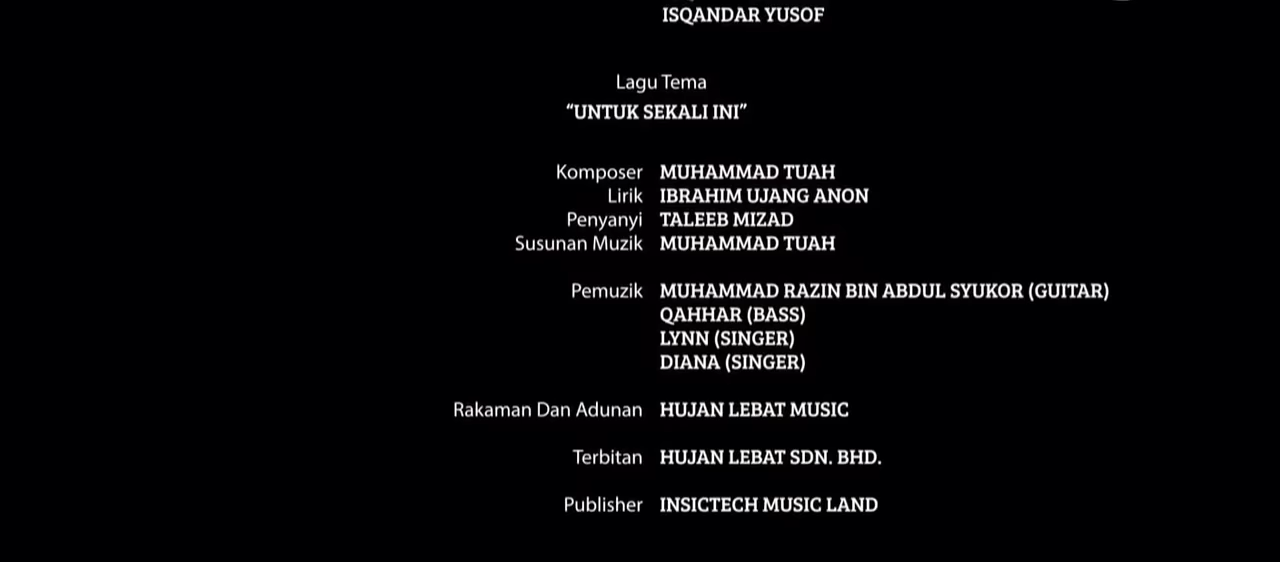 ISQANDAR YUSOF
Lagu Tema
“UNTUK SEKALI INI”
Komposer MUHAMMAD TUAH
Lirik IBRAHIM UJANG ANON
Penyanyi TALEEB MIZAD
Susunan Muzik MUHAMMAD TUAH
Pemuzik MUHAMMAD RAZIN BIN ABDUL SYUKOR (GUITAR)
QAHHAR (BASS)
LYNN (SINGER)
DIANA (SINGER)
Rakaman Dan Adunan HUJAN LEBAT MUSIC
Terbitan HUJAN LEBAT SDN. BHD.
Publisher INSICTECH MUSIC LAND